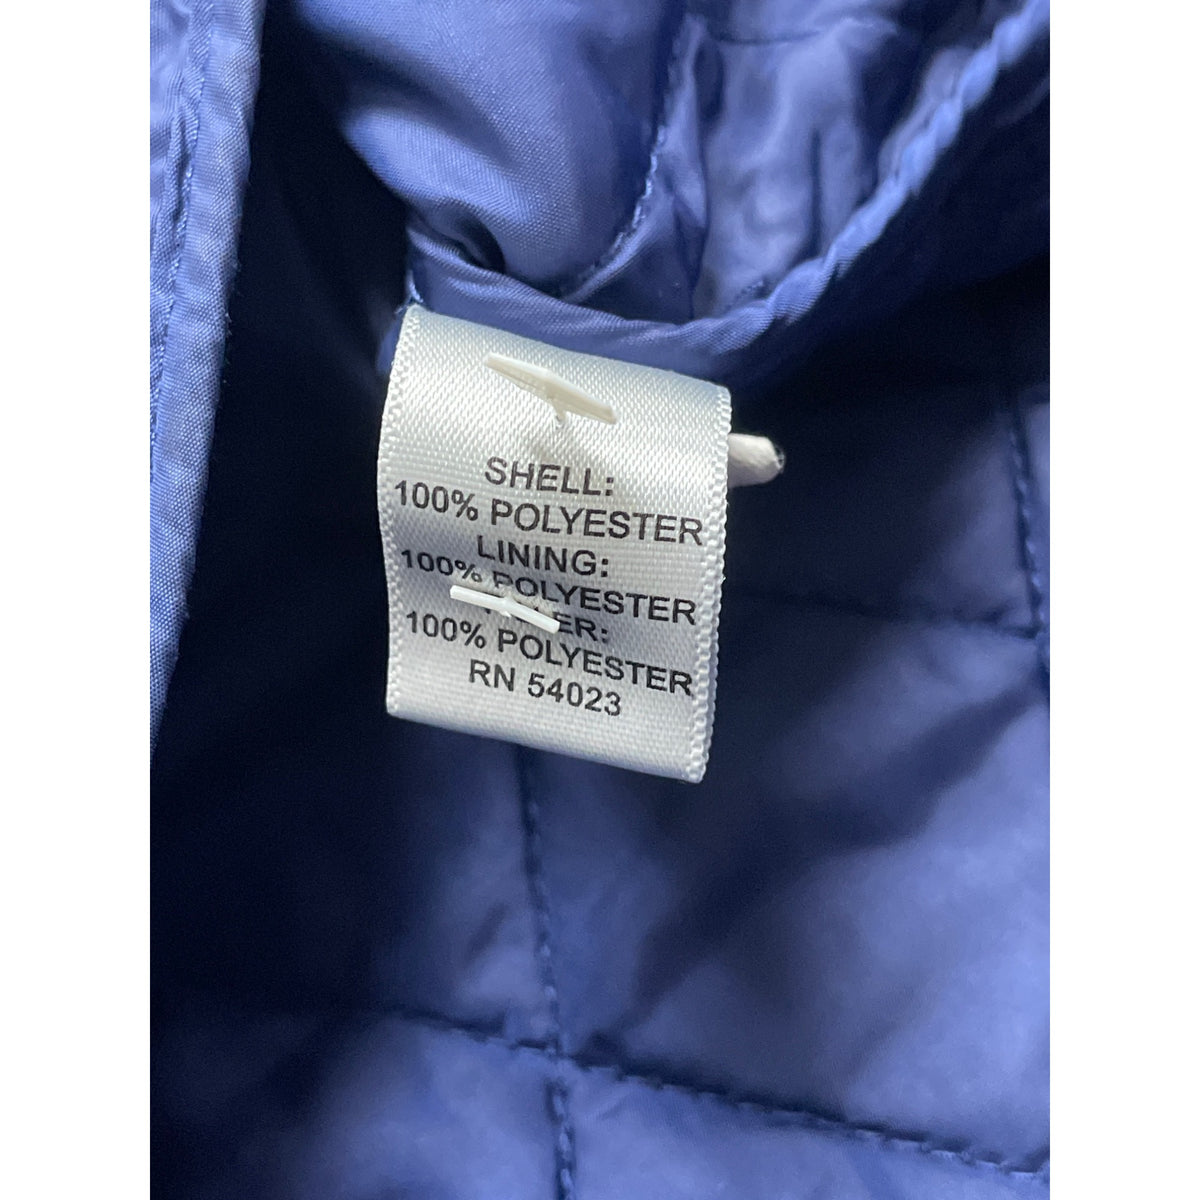 SHELL:
100% POLYESTER
LINING:
100% POLYESTER
100% POLYESTER
RN 54023